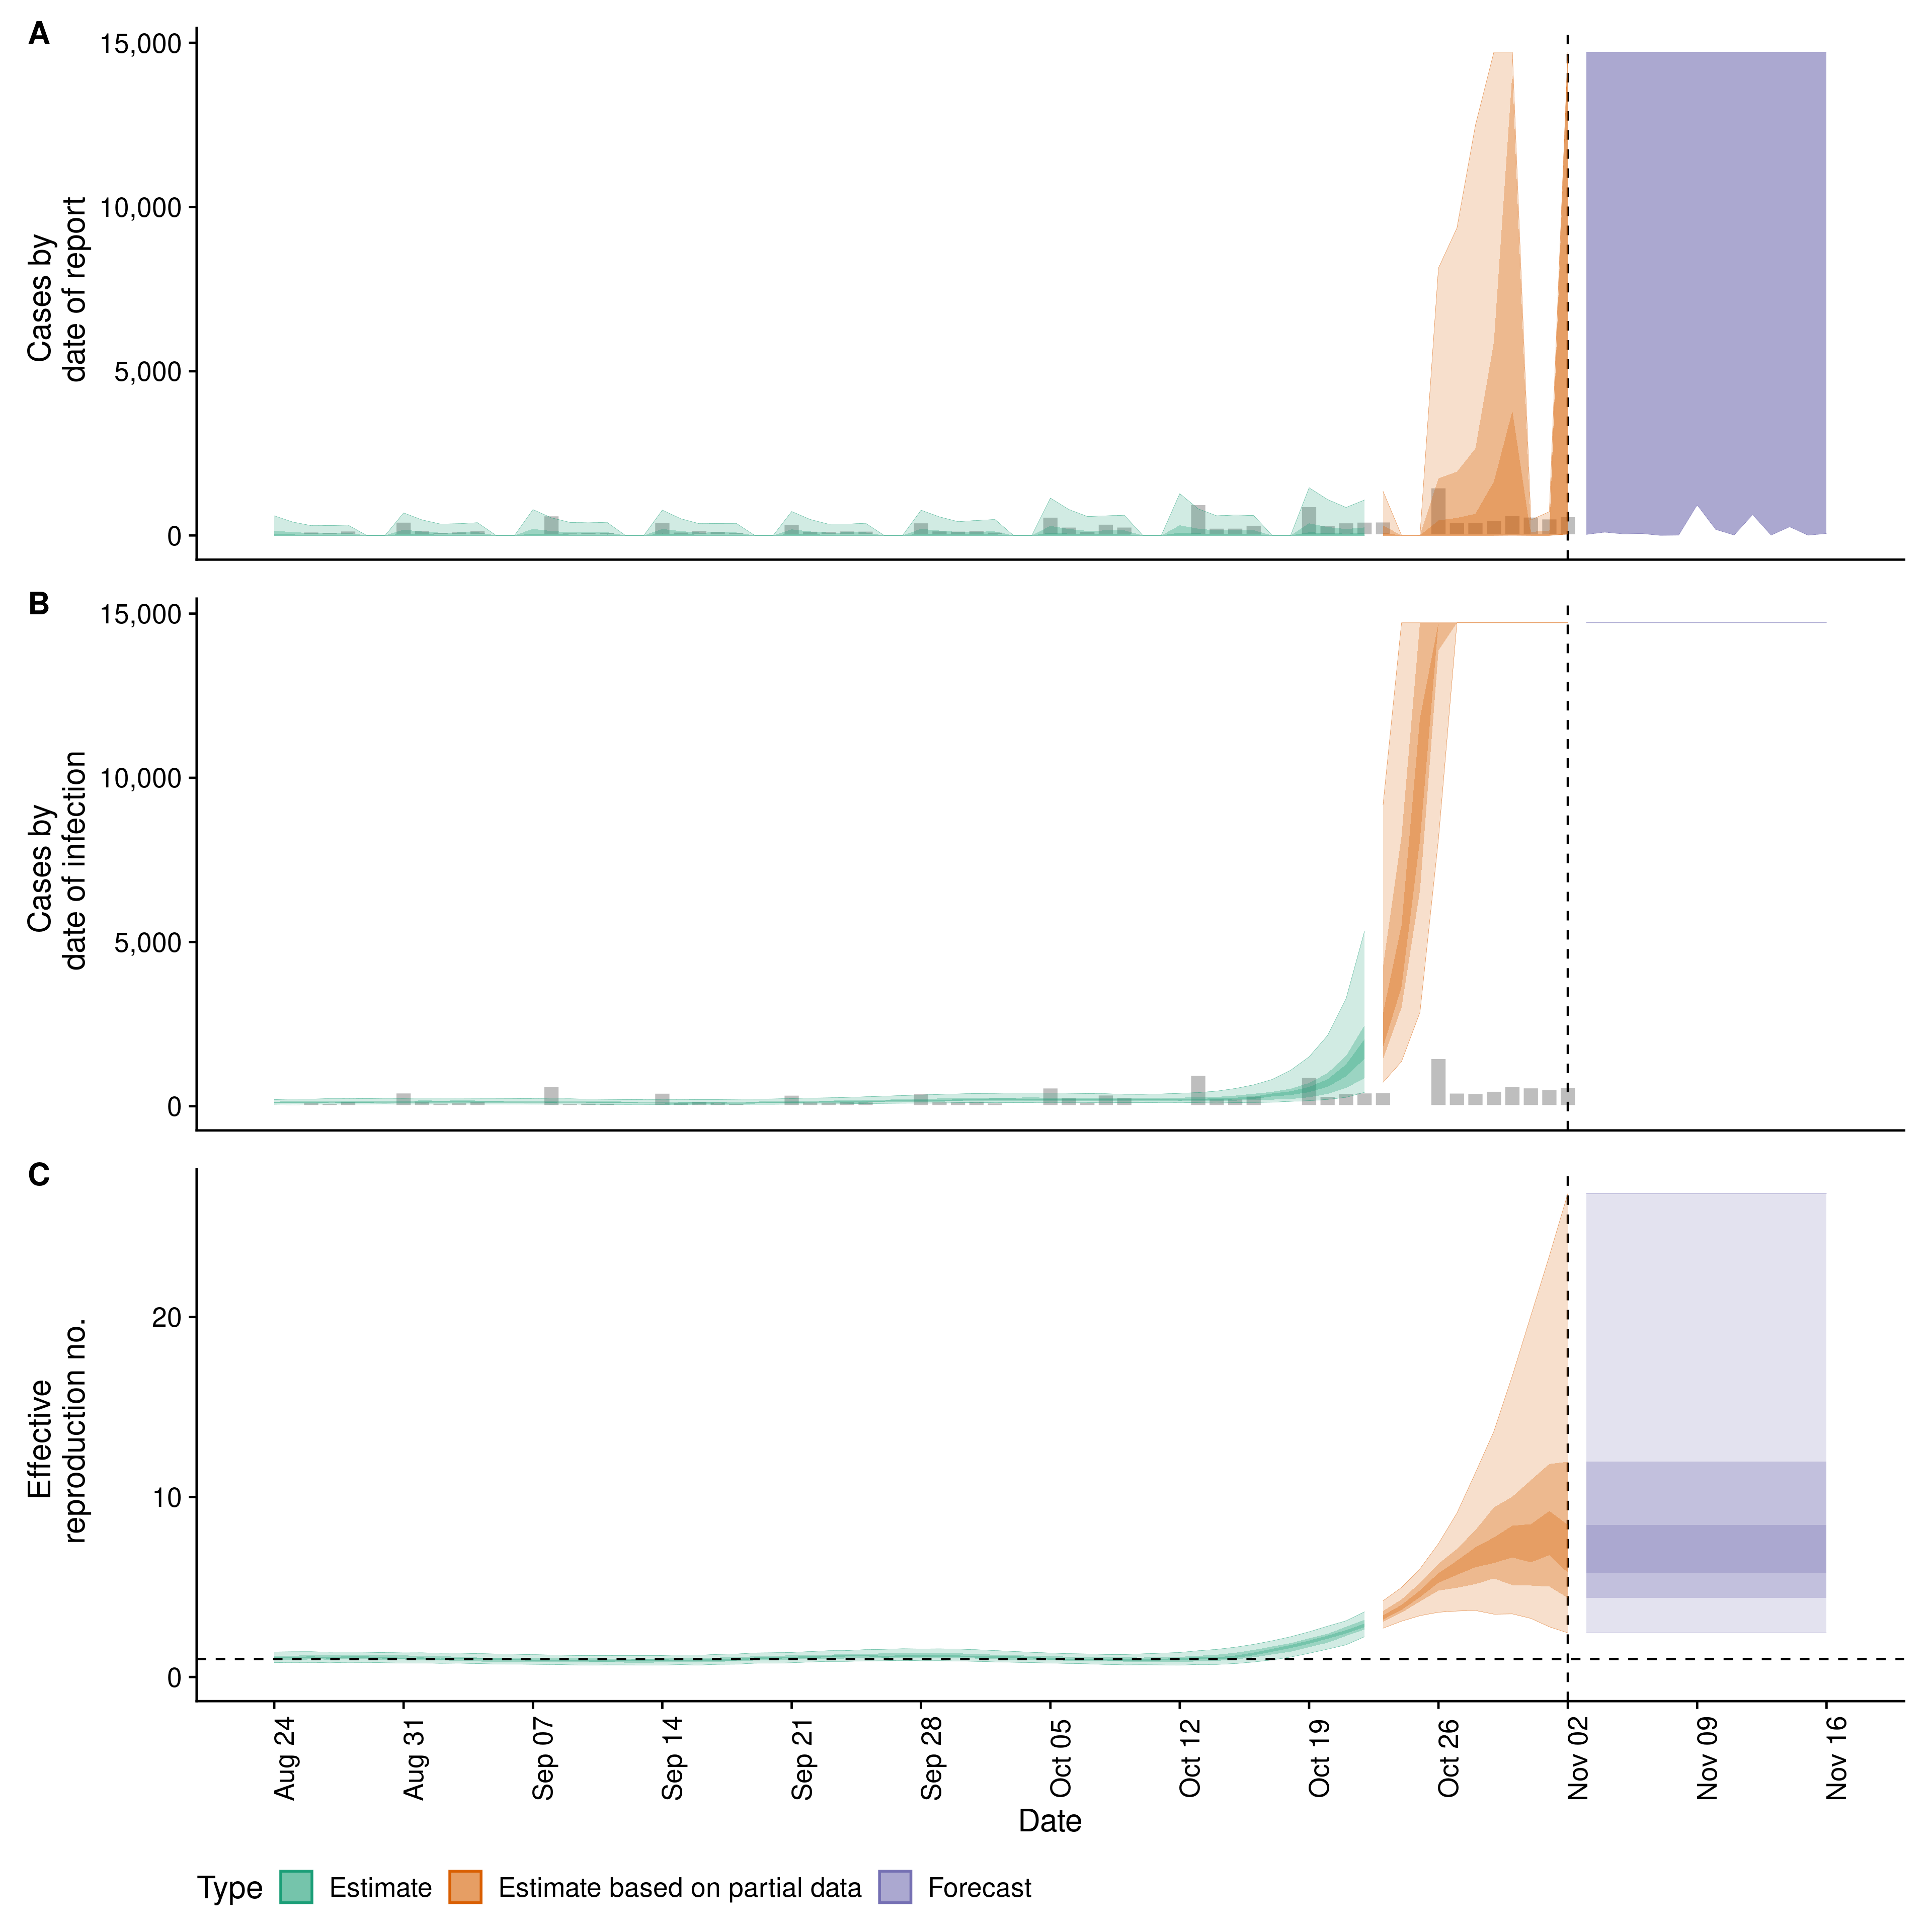 A
15,000
10,000
5,000
0
Cases by
date of report
B
15,000
10,000
5,000
0
Cases by
date of infection
C
20
10
0
Effective
reproduction no.
Aug 24
Aug 31
Sep 07
Sep 14
Sep 21
Sep 28
Oct 05
Oct 12
Oct 19
Oct 26
Nov 02
Nov 09
Nov 16
Date
Type Estimate Estimate based on partial data Forecast